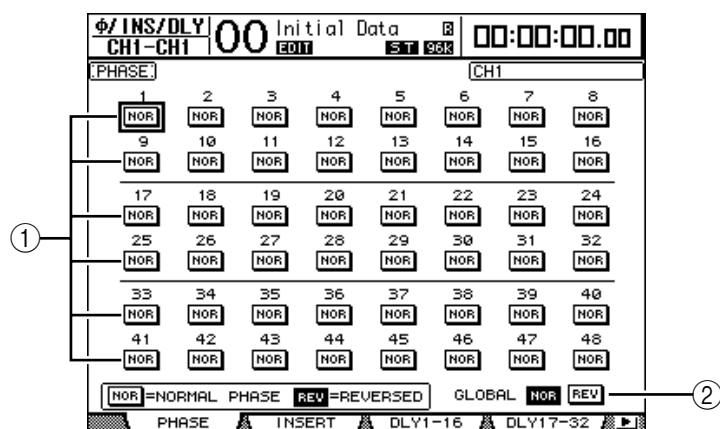 Φ/ INS/DLY 00 Initial Data R 00:00:00.00
CH1-CH1 EDIT ST 96K
PHASE CH1
1 2 3 4 5 6 7 8
NOR NOR NOR NOR NOR NOR NOR NOR
9 10 11 12 13 14 15 16
NOR NOR NOR NOR NOR NOR NOR NOR
17 18 19 20 21 22 23 24
NOR NOR NOR NOR NOR NOR NOR NOR
1
25 26 27 28 29 30 31 32
NOR NOR NOR NOR NOR NOR NOR NOR
33 34 35 36 37 38 39 40
NOR NOR NOR NOR NOR NOR NOR NOR
41 42 43 44 45 46 47 48
NOR NOR NOR NOR NOR NOR NOR NOR
NOR=NORMAL PHASE REV=REVERSED GLOBAL NOR REV 2
PHASE INSERT DLY1-16 DLY17-32